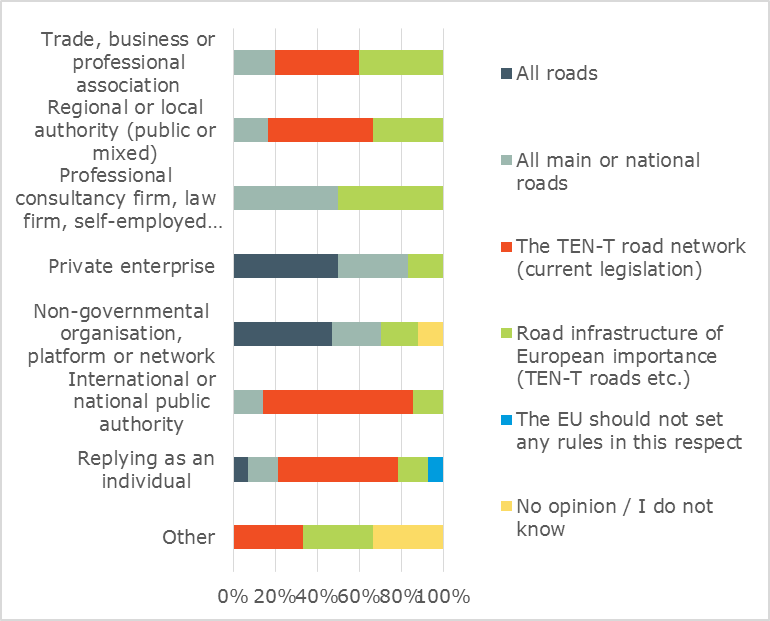 Trade, business or
professional
association
Regional or local
authority (public or
mixed)
Professional
consultancy firm, law
firm, self-employed…
Private enterprise
Non-governmental
organisation,
platform or network
International or
national public
authority
Replying as an
individual
Other
0% 20% 40% 60% 80% 100%
All roads
All main or national
roads
The TEN-T road network
(current legislation)
Road infrastructure of
European importance
(TEN-T roads etc.)
The EU should not set
any rules in this respect
No opinion / I do not
know